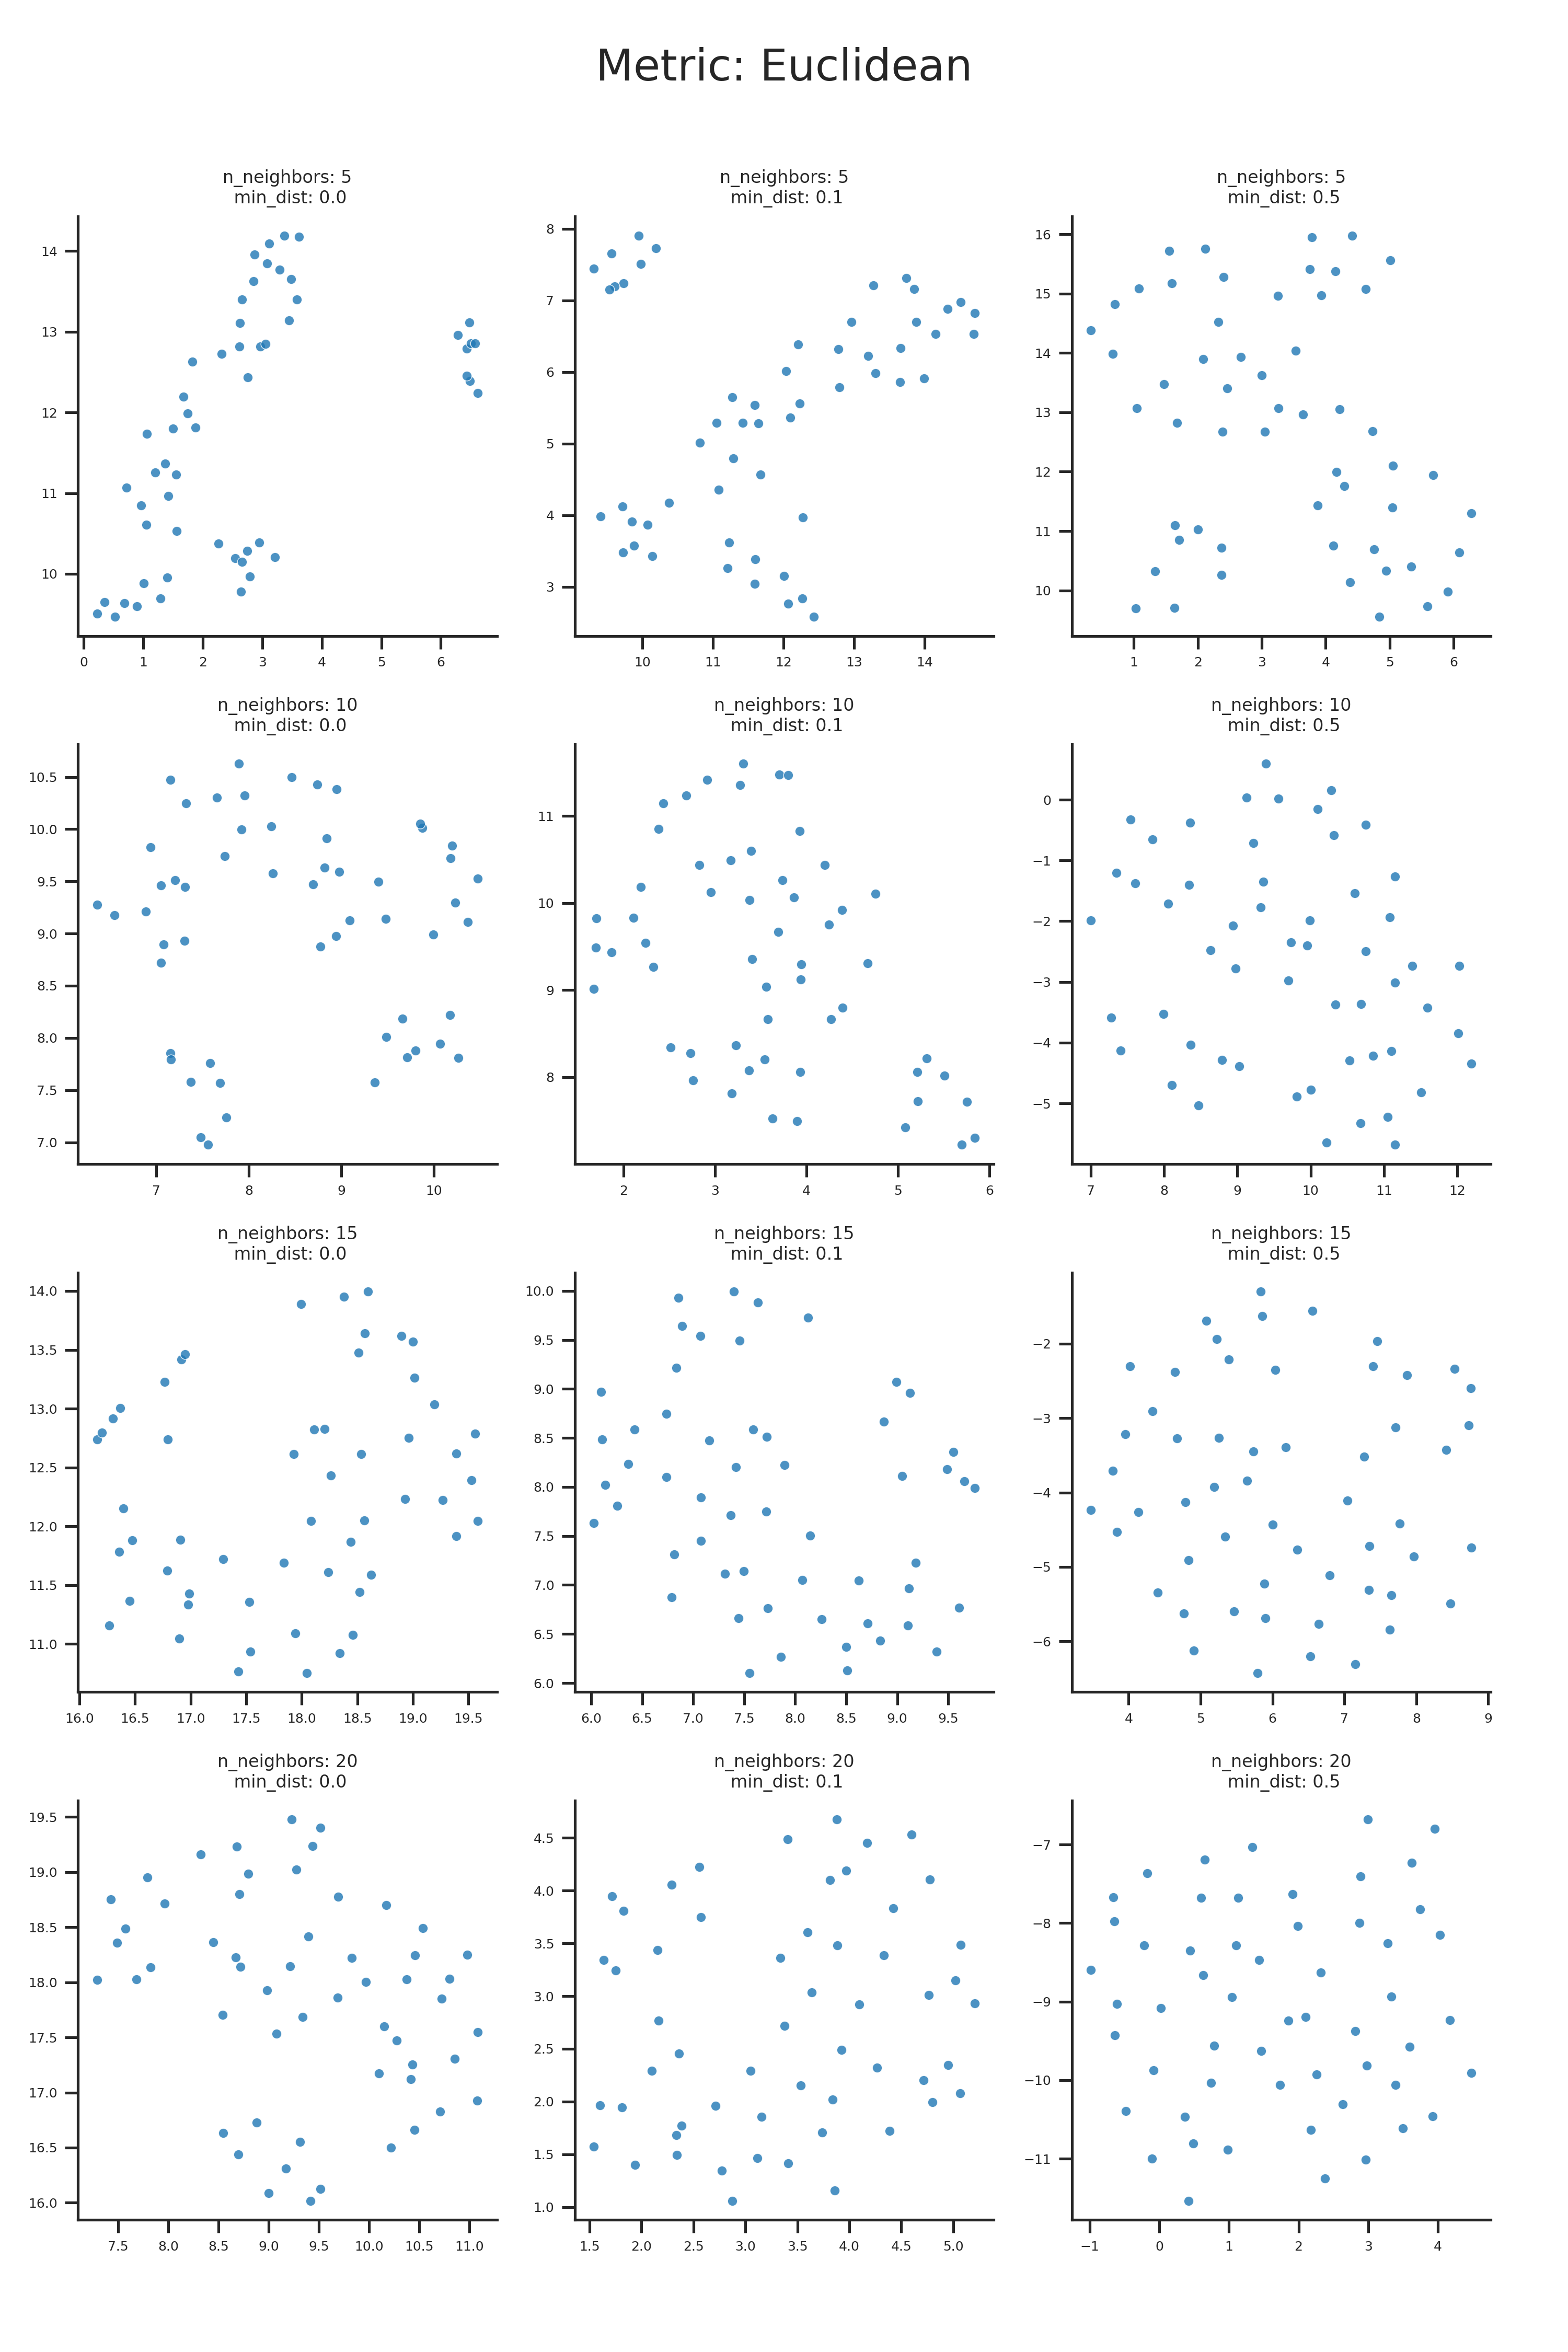 Metric: Euclidean
n_neighbors: 5
min_dist: 0.0
n_neighbors: 5
min_dist: 0.1
n_neighbors: 5
min_dist: 0.5
14
13
12
11
10
0 1 2 3 4 5 6
8
7
6
5
4
3
10 11 12 13 14
16
15
14
13
12
11
10
1 2 3 4 5 6
n_neighbors: 10
min_dist: 0.0
n_neighbors: 10
min_dist: 0.1
n_neighbors: 10
min_dist: 0.5
10.5
10.0
9.5
9.0
8.5
8.0
7.5
7.0
7 8 9 10
11
10
9
8
2 3 4 5 6
0
−1
−2
−3
−4
−5
7 8 9 10 11 12
n_neighbors: 15
min_dist: 0.0
n_neighbors: 15
min_dist: 0.1
n_neighbors: 15
min_dist: 0.5
14.0
13.5
13.0
12.5
12.0
11.5
11.0
16.0 16.5 17.0 17.5 18.0 18.5 19.0 19.5
10.0
9.5
9.0
8.5
8.0
7.5
7.0
6.5
6.0
6.0 6.5 7.0 7.5 8.0 8.5 9.0 9.5
−2
−3
−4
−5
−6
4 5 6 7 8 9
n_neighbors: 20
min_dist: 0.0
n_neighbors: 20
min_dist: 0.1
n_neighbors: 20
min_dist: 0.5
19.5
19.0
18.5
18.0
17.5
17.0
16.5
16.0
7.5 8.0 8.5 9.0 9.5 10.0 10.5 11.0
4.5
4.0
3.5
3.0
2.5
2.0
1.5
1.0
1.5 2.0 2.5 3.0 3.5 4.0 4.5 5.0
−7
−8
−9
−10
−11
−1 0 1 2 3 4